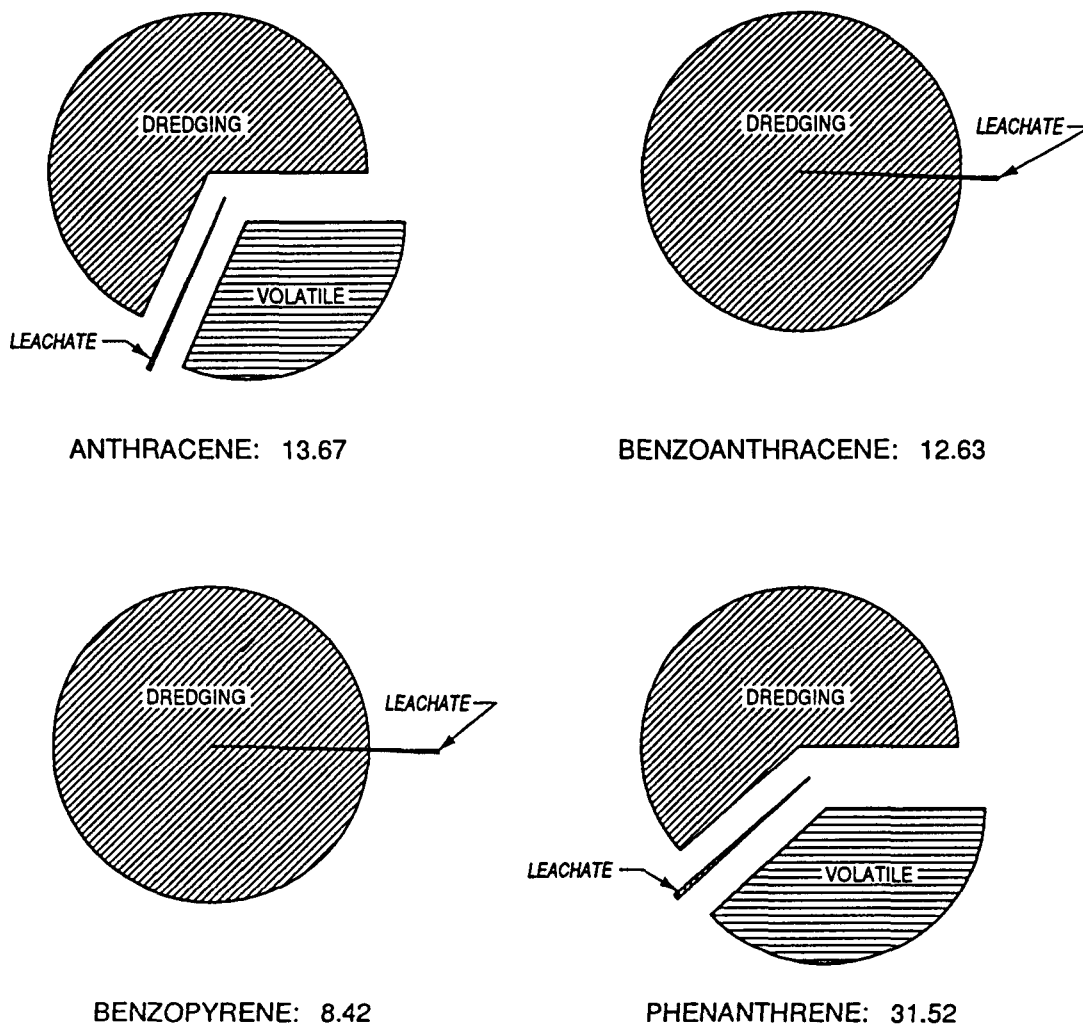 DREDGING
VOLATILE
LEACHATE
ANTHRACENE: 13.67
DREDGING
LEACHATE
BENZOANTHRACENE: 12.63
DREDGING
LEACHATE
BENZOPYRENE: 8.42
DREDGING
LEACHATE
VOLATILE
PHENANTHRENE: 31.52